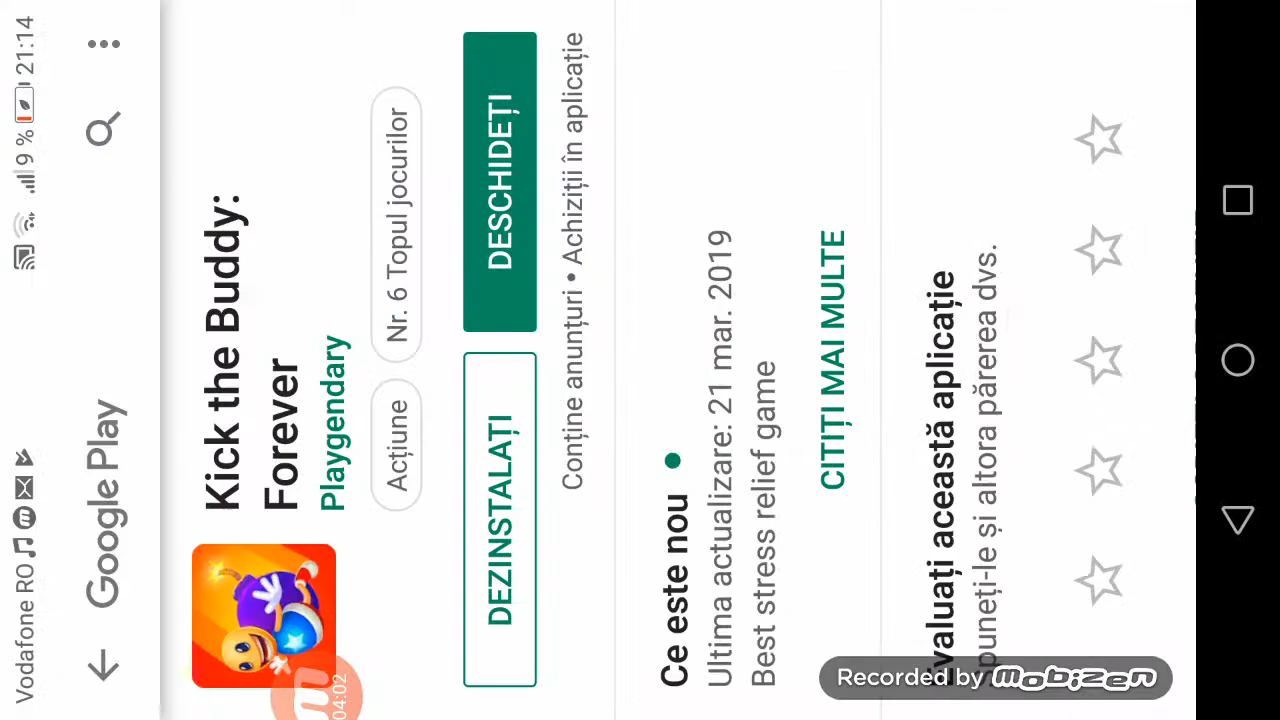 Vodafone RO 9 % 21:14
Google Play
Kick the Buddy:
Forever
Playgendary
Acțiune
Nr. 6 Topul jocurilor
DEZINSTALAȚI
DESCHIDEȚI
Conține anunțuri • Achiziții în aplicație
Ce este nou
Ultima actualizare: 21 mar. 2019
Best stress relief game
CITIȚI MAI MULTE
Evaluați această aplicație
Spuneți-le și altora părerea dvs.
04:02
Recorded by mobizen